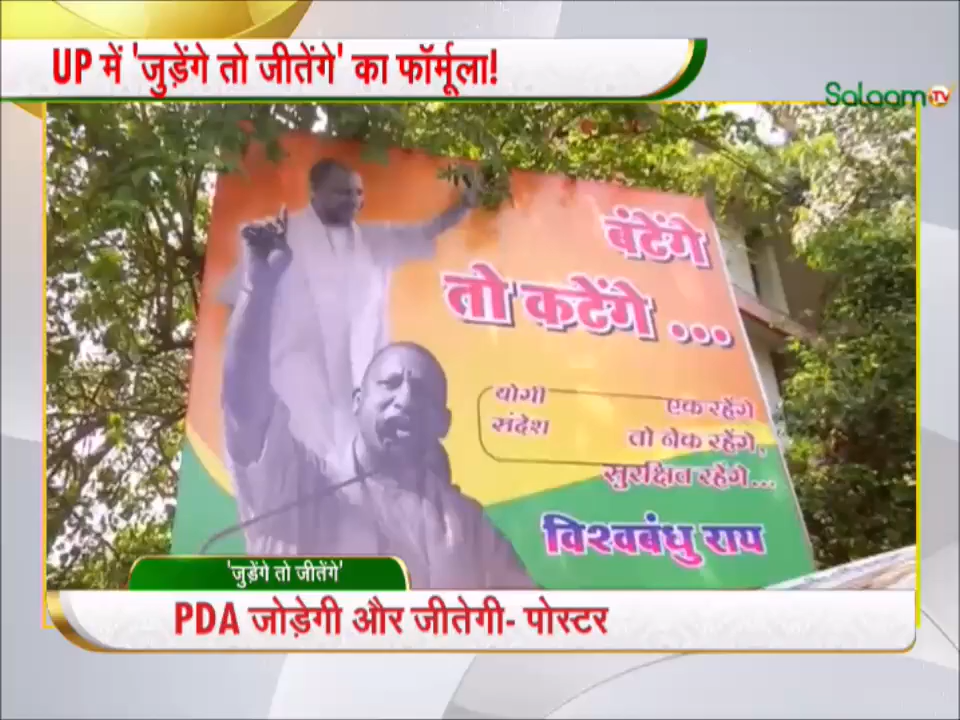 UP में 'जुड़ेंगे तो जीतेंगे' का फॉर्मूला!
Salaam TV
बंटेंगे
तो कटेंगे ...
योगी
संदेश
एक रहेंगे
तो नेक रहेंगे,
सुरक्षित रहेंगे...
विश्वबंधु राय
'जुड़ेंगे तो जीतेंगे'
PDA जोड़ेगी और जीतेगी- पोस्टर